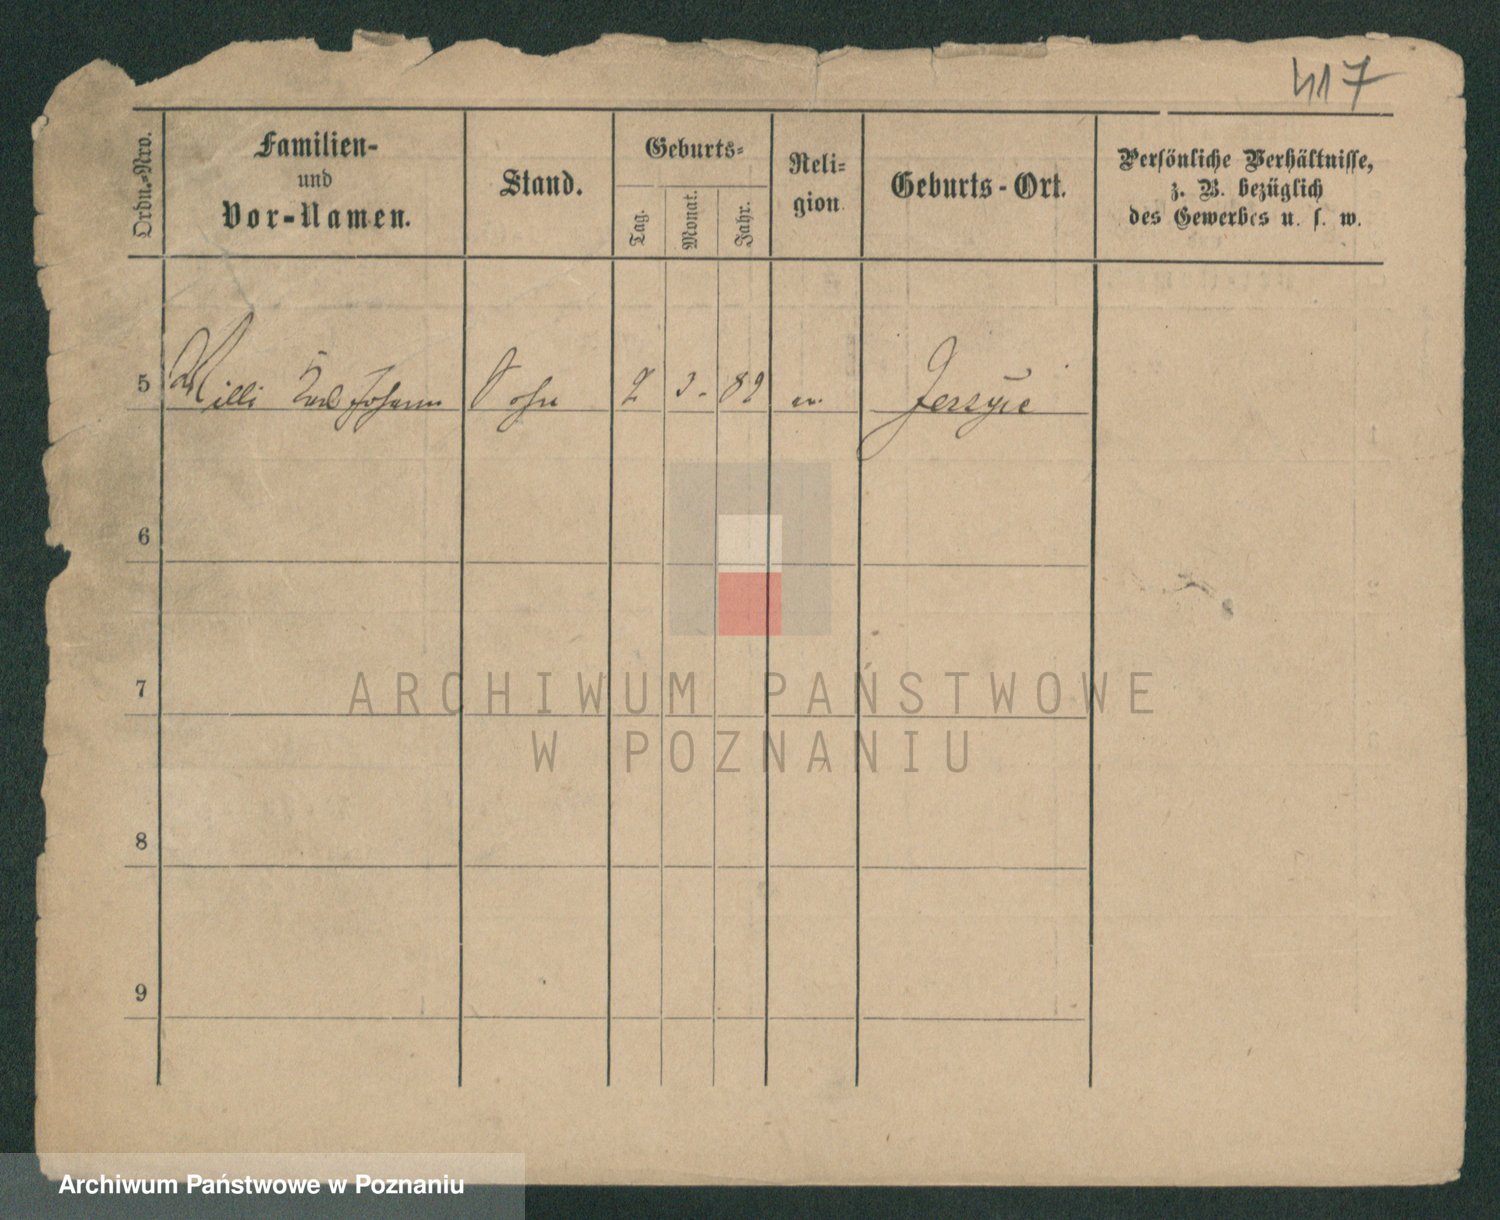 417
Ordn.-Nro.
Familien-
und
Vor-Namen.
Stand.
Geburts-
Tag.
Monat.
Jahr.
Reli-
gion
Geburts-Ort.
Persönliche Verhältnisse,
z. B. bezüglich
des Gewerbes u. s. w.
5 Willi Karl Johann Sohn 2 3. 89 ev. Jerzyce
6
7
8
9
ARCHIWUM PAŃSTWOWE
W POZNANIU
Archiwum Państwowe w Poznaniu